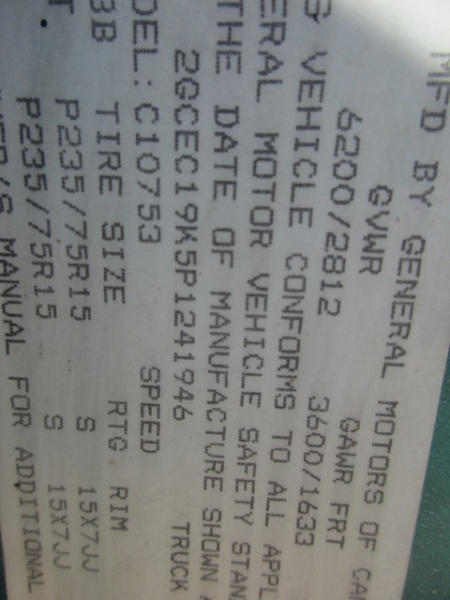 MFD BY GENERAL MOTORS OF
GVWR GAWR FRT
6200/2812 3600/1633
VEHICLE CONFORMS TO ALL APPL
ERAL MOTOR VEHICLE SAFETY STAN
THE DATE OF MANUFACTURE SHOWN
2GCEC19K5P1241946 TRUCK
DEL: C10753 SPEED
3B TIRE SIZE RTG RIM
T. P235/75R15 S 15X7JJ
P235/75R15 S 15X7JJ
MANUAL FOR ADDITIONAL